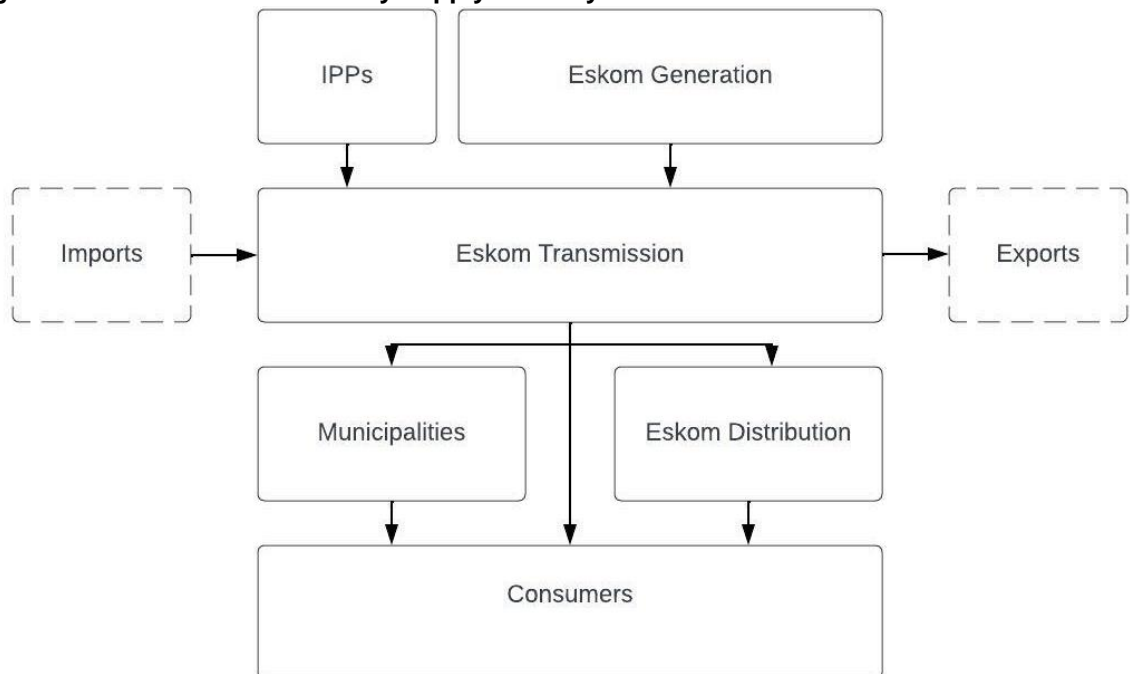 IPPs
Eskom Generation
Imports
Eskom Transmission
Exports
Municipalities
Eskom Distribution
Consumers